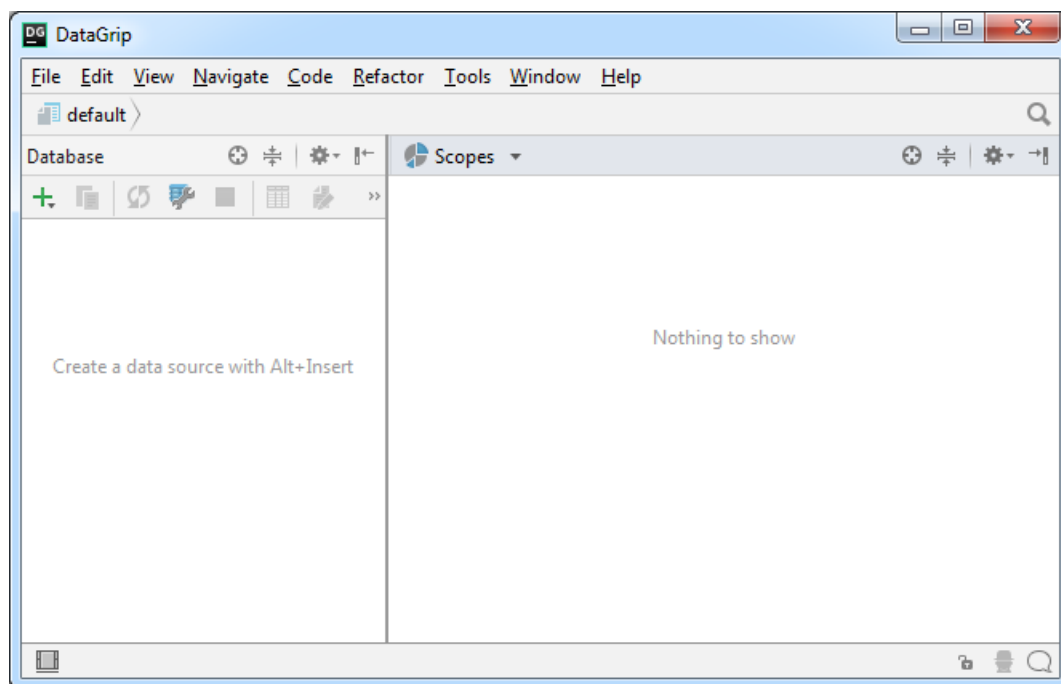 DG DataGrip
File Edit View Navigate Code Refactor Tools Window Help
default
Database
Scopes
Create a data source with Alt+Insert
Nothing to show